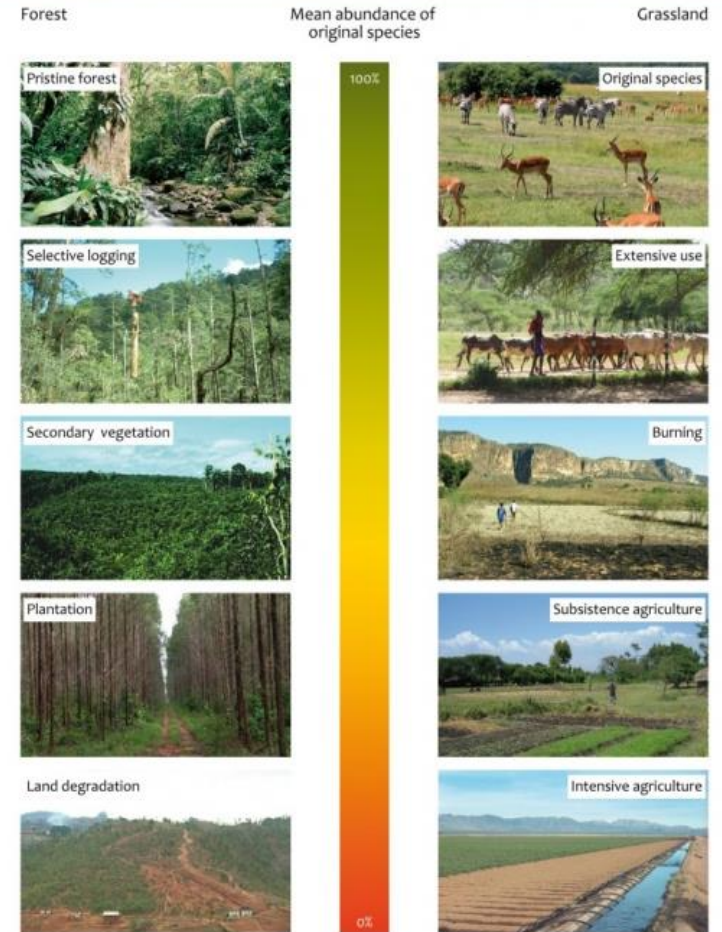 Forest
Mean abundance of
original species
Grassland
Pristine forest
100%
Original species
Selective logging
Extensive use
Secondary vegetation
Burning
Plantation
Subsistence agriculture
Land degradation
Intensive agriculture
0%